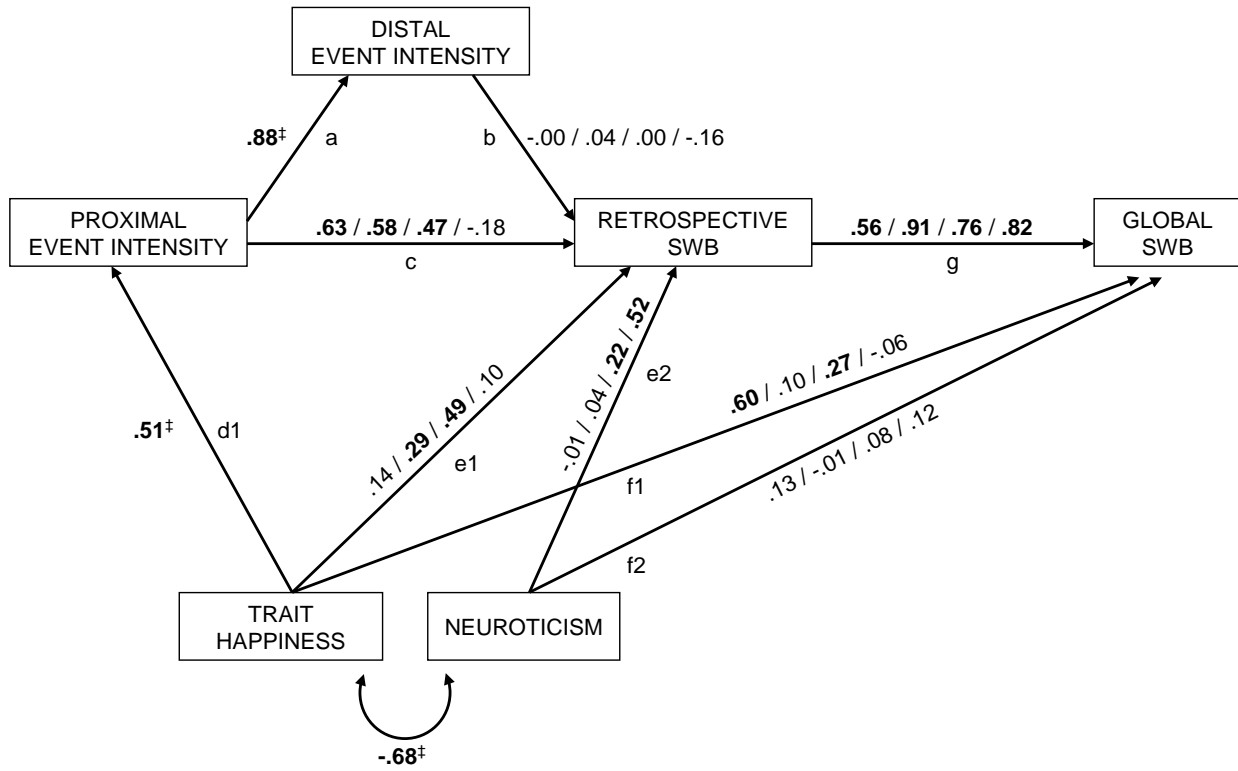 DISTAL
EVENT INTENSITY
.88‡
a
b
-.00 / .04 / .00 / -.16
PROXIMAL
EVENT INTENSITY
.63 / .58 / .47 / -.18
c
RETROSPECTIVE
SWB
.56 / .91 / .76 / .82
g
GLOBAL
SWB
.51‡
d1
.14 / .29 / .49 / .10
e1
-.01 / .04 / .22 / .52
e2
.60 / .10 / .27 / -.06
f1
.13 / -.01 / .08 / .12
f2
TRAIT
HAPPINESS
NEUROTICISM
-.68‡